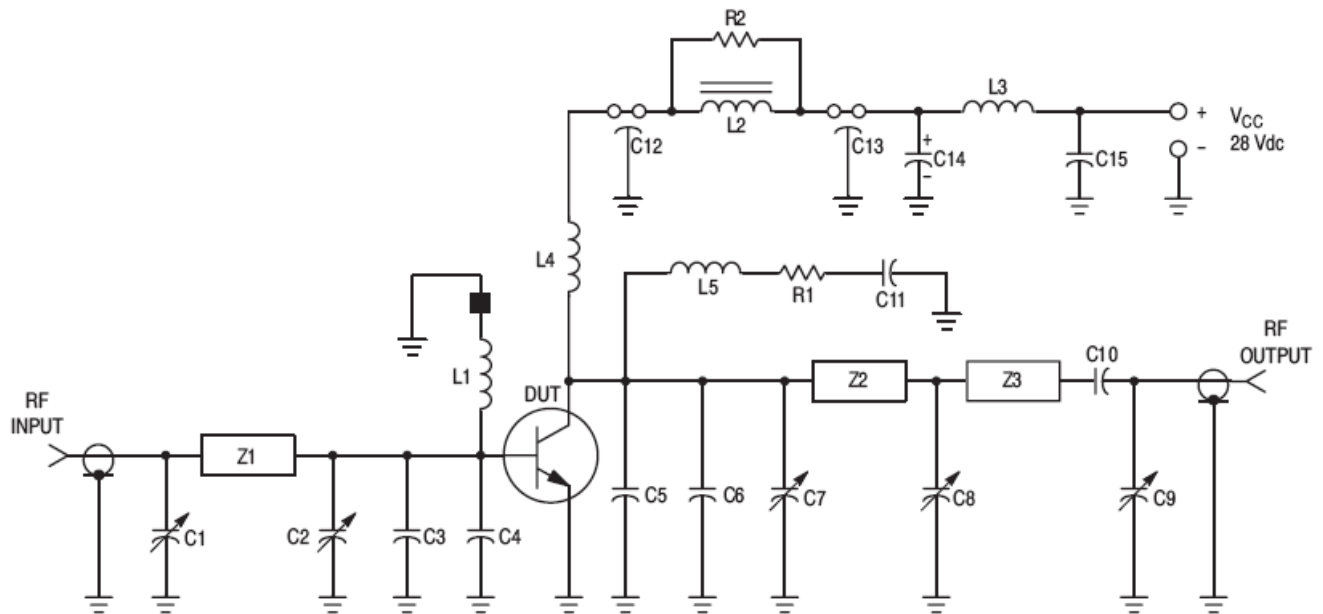 R2
L3
+ V_CC
L2
C12
C13
+
C14
C15
−
− 28 Vdc
L4
L5
R1
C11
L1
C10
RF
OUTPUT
DUT
Z2
Z3
RF
INPUT
Z1
C1
C2
C3
C4
C5
C6
C7
C8
C9